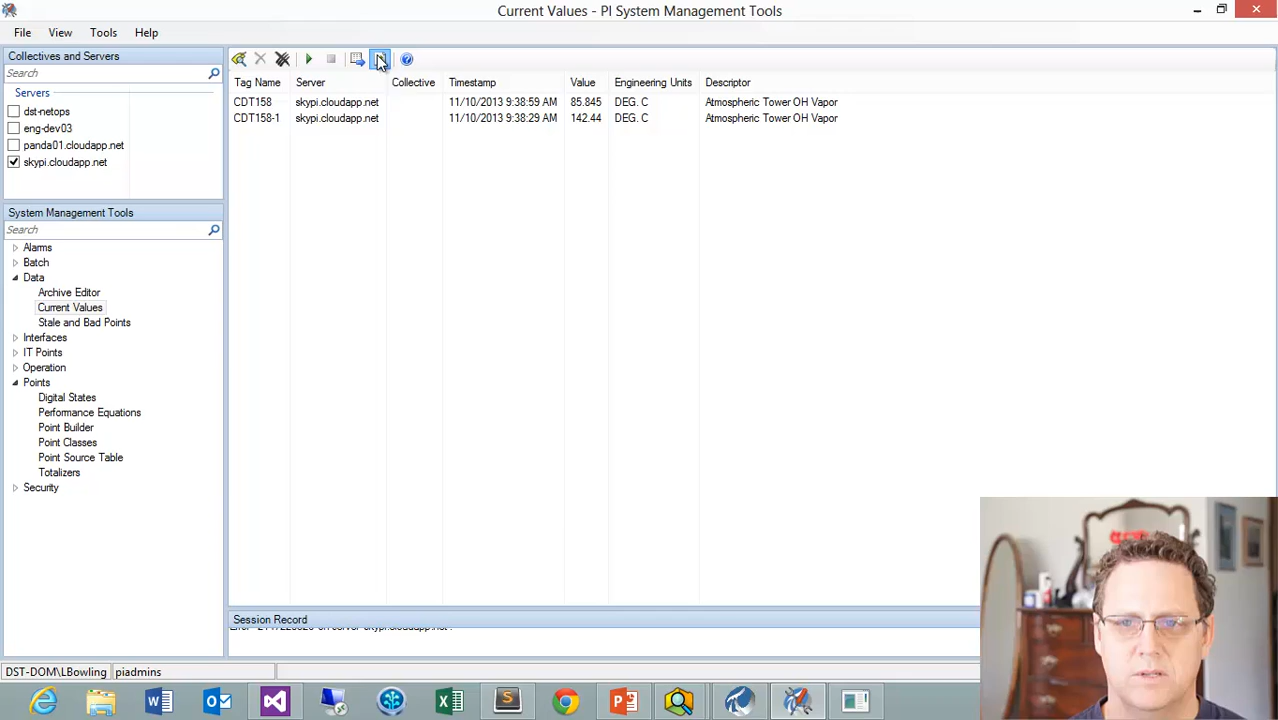 Current Values - PI System Management Tools
File View Tools Help
Collectives and Servers
Search
Servers
dst-netops
eng-dev03
panda01.cloudapp.net
skypi.cloudapp.net
System Management Tools
Search
Alarms
Batch
Data
Archive Editor
Current Values
Stale and Bad Points
Interfaces
IT Points
Operation
Points
Digital States
Performance Equations
Point Builder
Point Classes
Point Source Table
Totalizers
Security
Tag Name Server Collective Timestamp Value Engineering Units Descriptor
CDT158 skypi.cloudapp.net 11/10/2013 9:38:59 AM 85.845 DEG. C Atmospheric Tower OH Vapor
CDT158-1 skypi.cloudapp.net 11/10/2013 9:38:29 AM 142.44 DEG. C Atmospheric Tower OH Vapor
Session Record
DST-DOM\LBowling piadmins